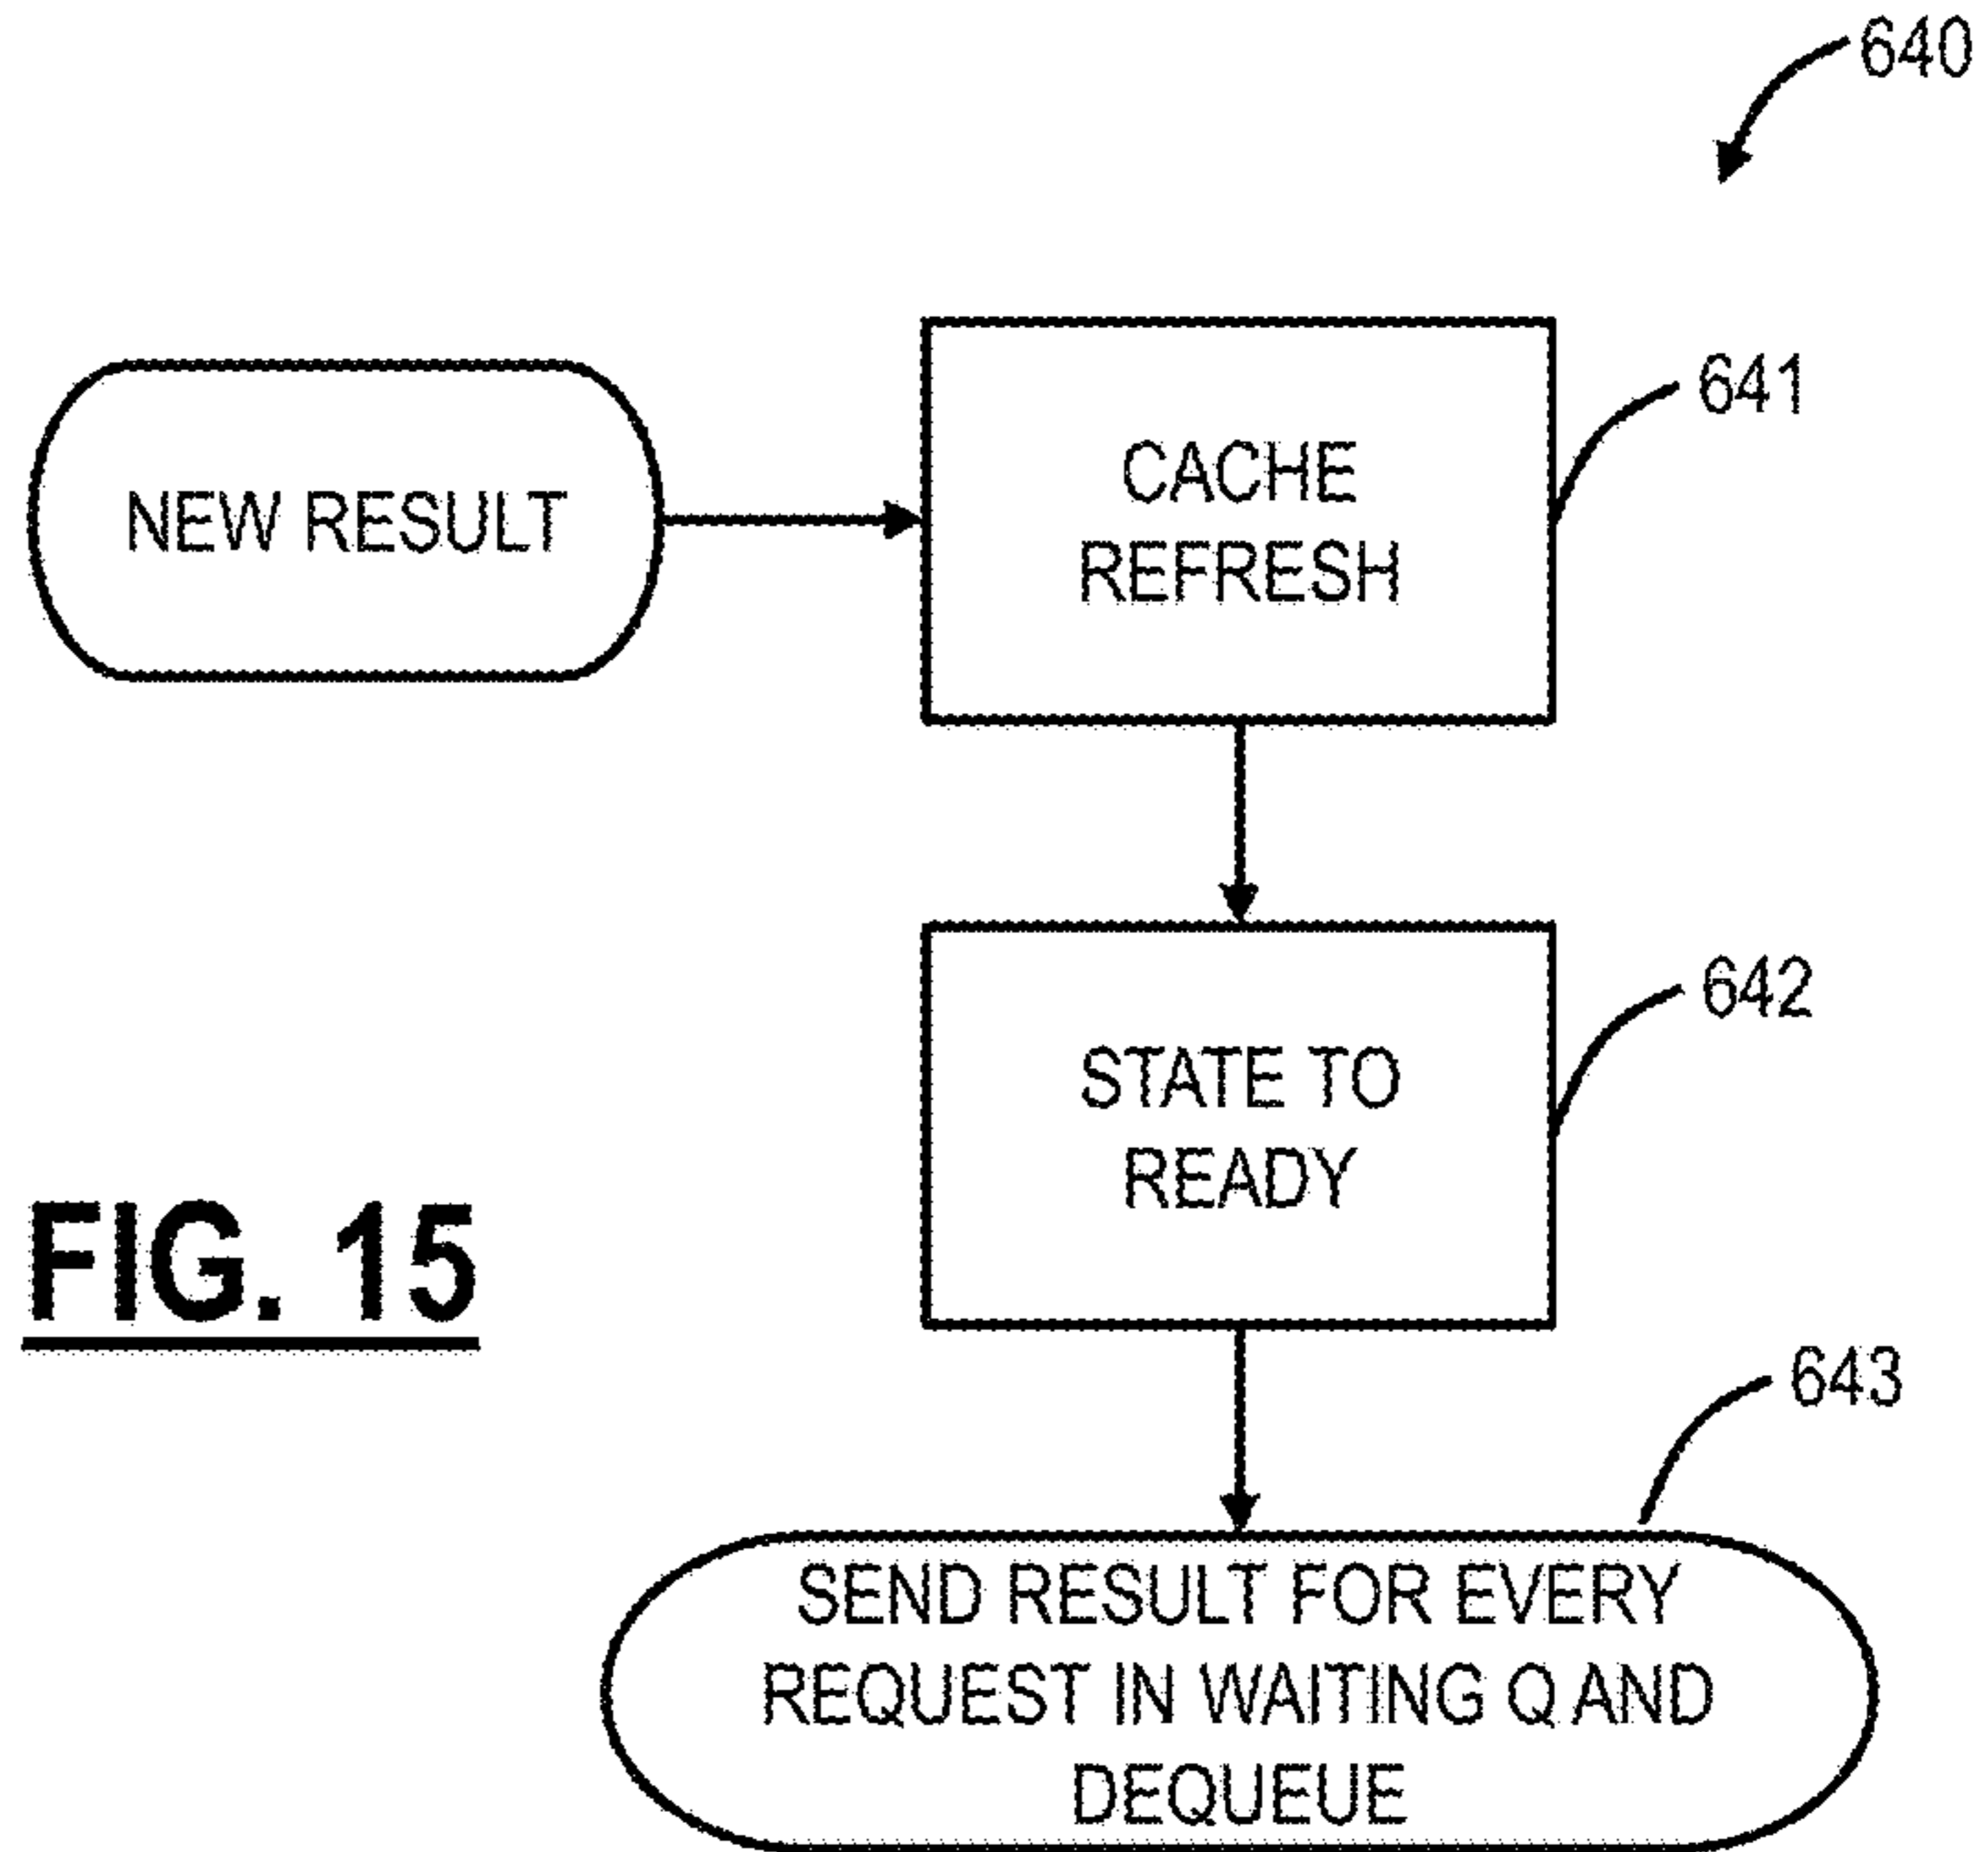 640
NEW RESULT
CACHE
REFRESH
641
STATE TO
READY
642
FIG. 15
643
SEND RESULT FOR EVERY
REQUEST IN WAITING Q AND
DEQUEUE